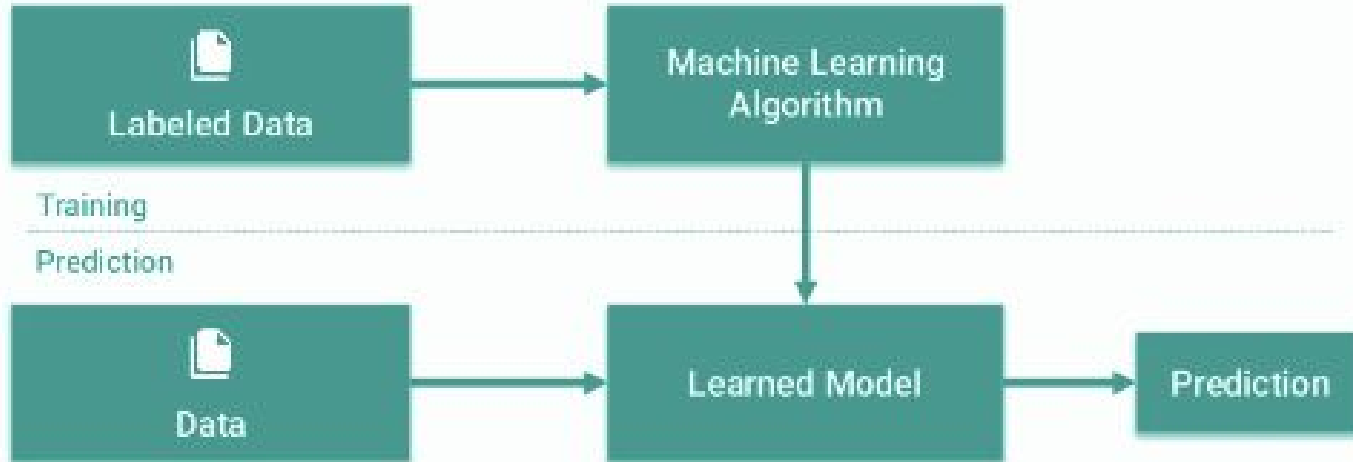 Labeled Data
Machine Learning
Algorithm
Training
Prediction
Data
Learned Model
Prediction